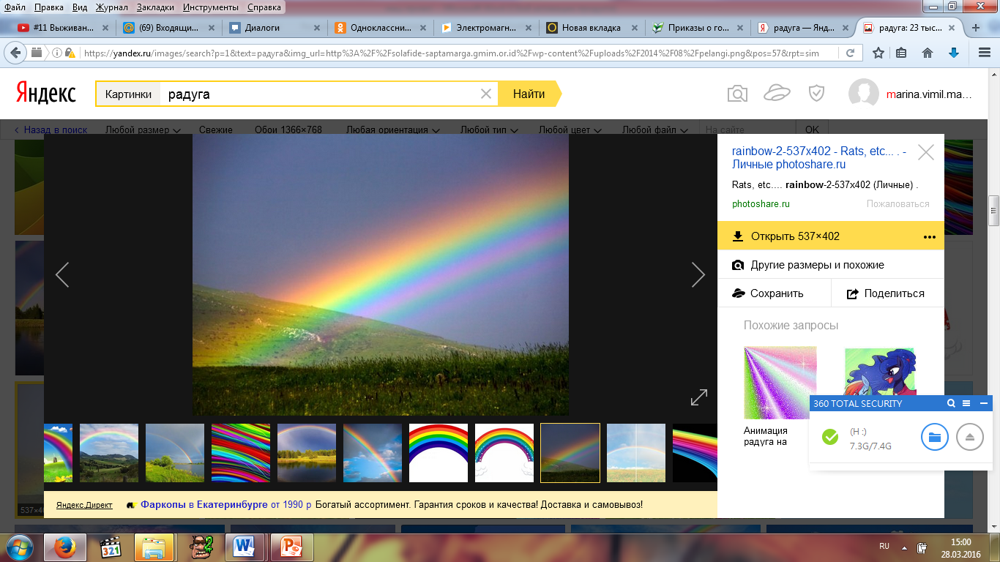 Файл Правка Вид Журнал Закладки Инструменты Справка
#11 Выживан...
(69) Входящи...
Диалоги
Одноклассни...
Электромагн...
Новая вкладка
Приказы о го...
радуга — Янд...
радуга: 23 тыс...
https://yandex.ru/images/search?p=1&text=радуга&img_url=http%3A%2F%2Fsolafide-saptamarga.gmim.or.id%2Fwp-content%2Fuploads%2F2014%2F08%2Fpelangi.png&pos=57&rpt=sim
Яндекс
Картинки
радуга
Найти
marina.vimil.ma...
‹ Назад в поиск
Любой размер
Свежие
Обои 1366×768
Любая ориентация
Любой тип
Любой цвет
Любой файл
На сайте
OK
rainbow-2-537x402 - Rats, etc... . -
Личные photoshare.ru
Rats, etc.... rainbow-2-537x402 (Личные) .
photoshare.ru
Пожаловаться
Открыть 537×402
Другие размеры и похожие
Сохранить
Поделиться
Похожие запросы
Анимация
радуга на
360 TOTAL SECURITY
(H :)
7.3G/7.4G
Яндекс.Директ
Фаркопы в Екатеринбурге от 1990 р Богатый ассортимент. Гарантия сроков и качества! Доставка и самовывоз!
321
RU
15:00
28.03.2016